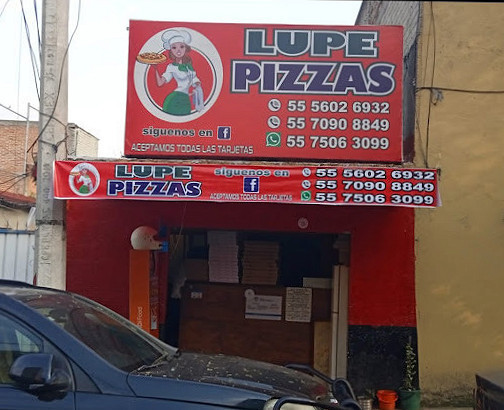 LUPE
PIZZAS
55 5602 6932
55 7090 8849
55 7506 3099
siguenos en
ACEPTAMOS TODAS LAS TARJETAS
LUPE
PIZZAS
siguenos en
ACEPTAMOS TODAS LAS TARJETAS
55 5602 6932
55 7090 8849
55 7506 3099